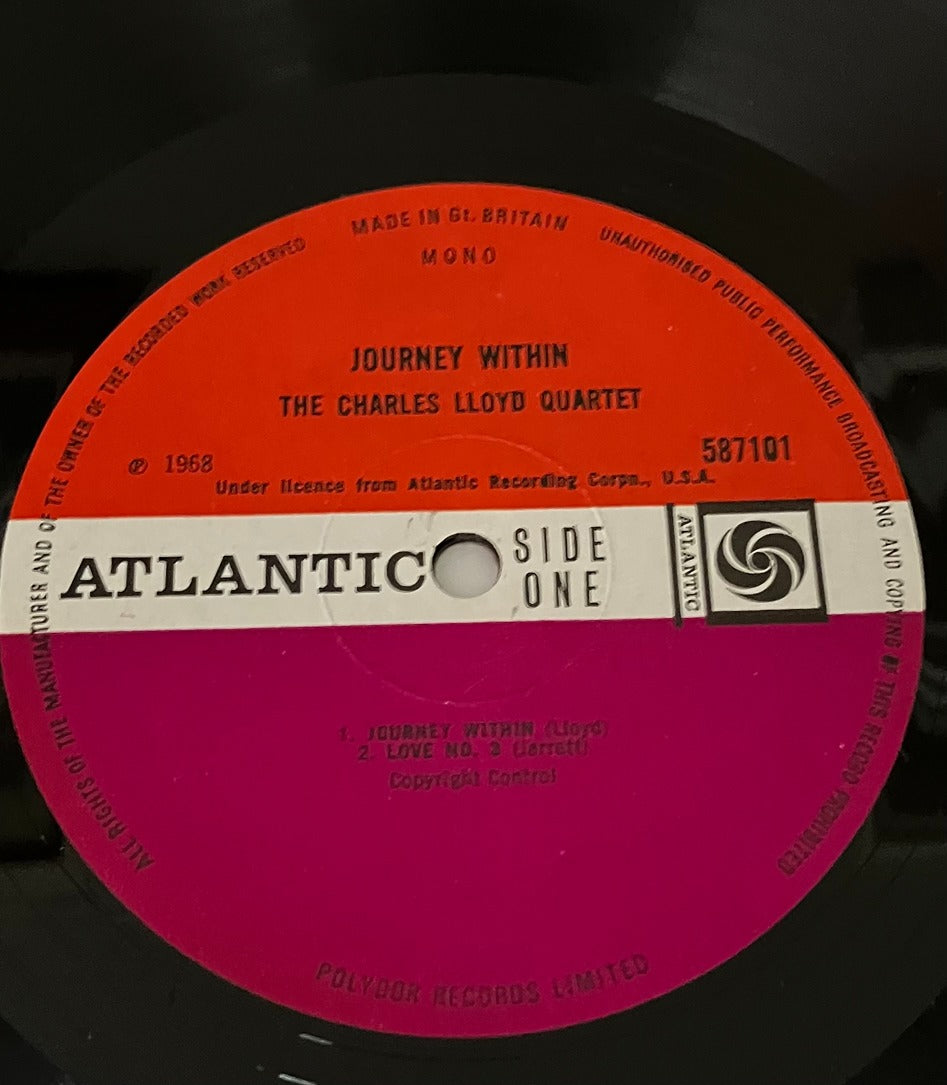 MADE IN Gt. BRITAIN
MONO
UNAUTHORISED PUBLIC PERFORMANCE BROADCASTING AND COPYING OF THIS RECORD PROHIBITED
ALL RIGHTS OF THE MANUFACTURER AND OF THE OWNER OF THE RECORDED WORK RESERVED
JOURNEY WITHIN
THE CHARLES LLOYD QUARTET
℗ 1968
587101
Under licence from Atlantic Recording Corpn., U.S.A.
ATLANTIC
SIDE
ONE
ATLANTIC
1. JOURNEY WITHIN (Lloyd)
2. LOVE NO. 3 (Jarrett)
Copyright Control
POLYDOR RECORDS LIMITED